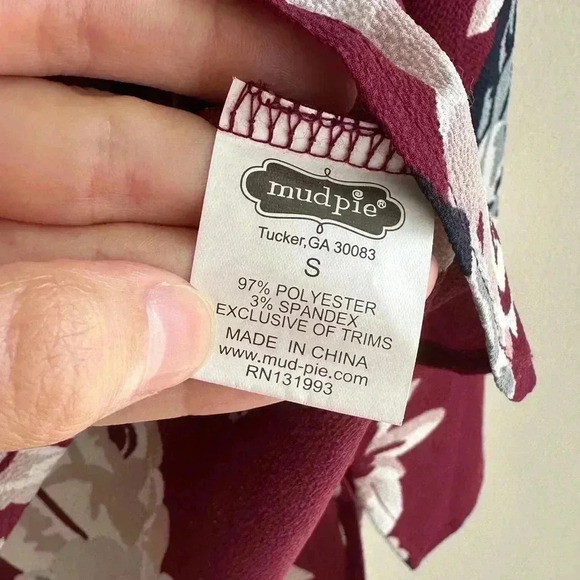 mudpie®
Tucker,GA 30083
S
97% POLYESTER
3% SPANDEX
EXCLUSIVE OF TRIMS
MADE IN CHINA
www.mud-pie.com
RN131993